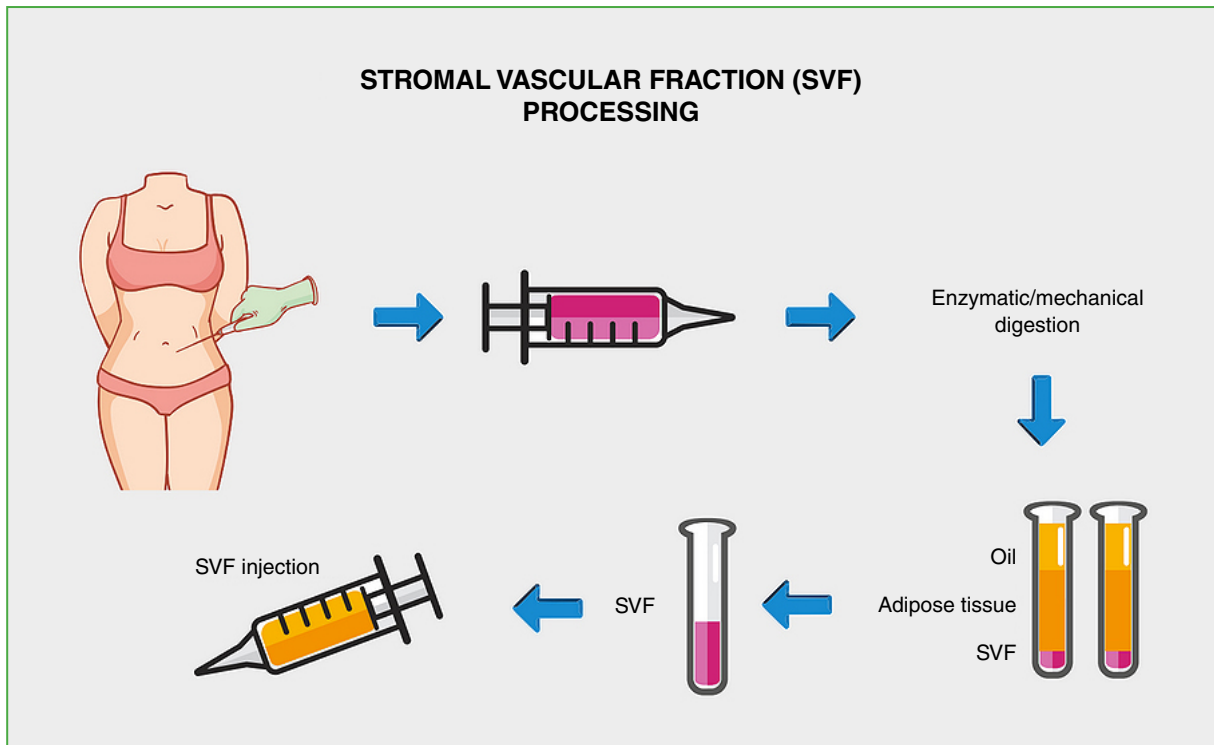 STROMAL VASCULAR FRACTION (SVF)
PROCESSING
Enzymatic/mechanical
digestion
Oil
Adipose tissue
SVF
SVF
SVF injection